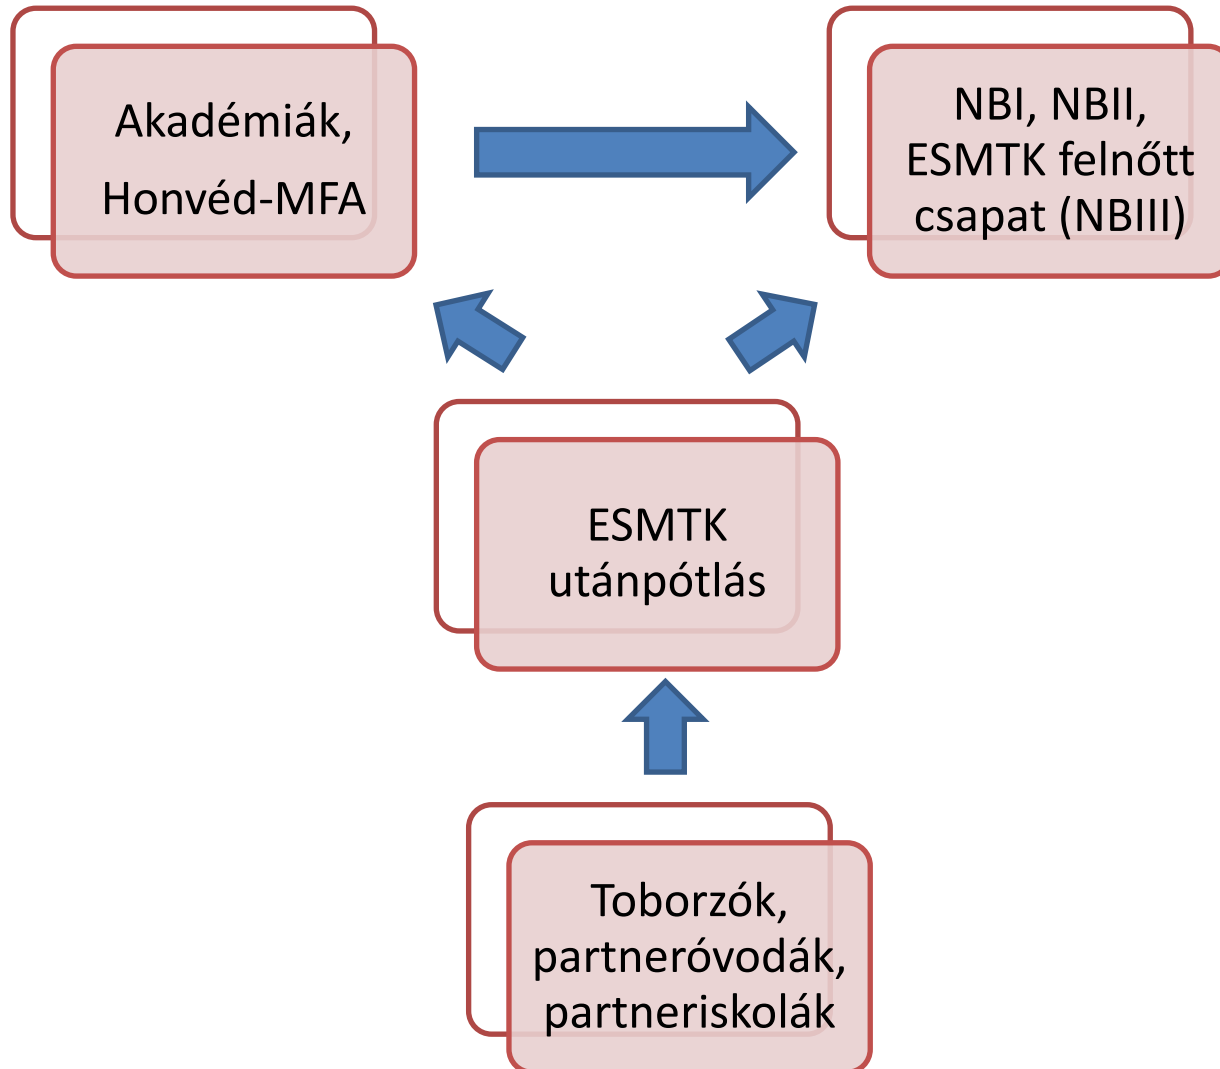 Akadémiák,
Honvéd-MFA
NBI, NBII,
ESMTK felnőtt
csapat (NBIII)
ESMTK
utánpótlás
Toborzók,
partneróvodák,
partneriskolák